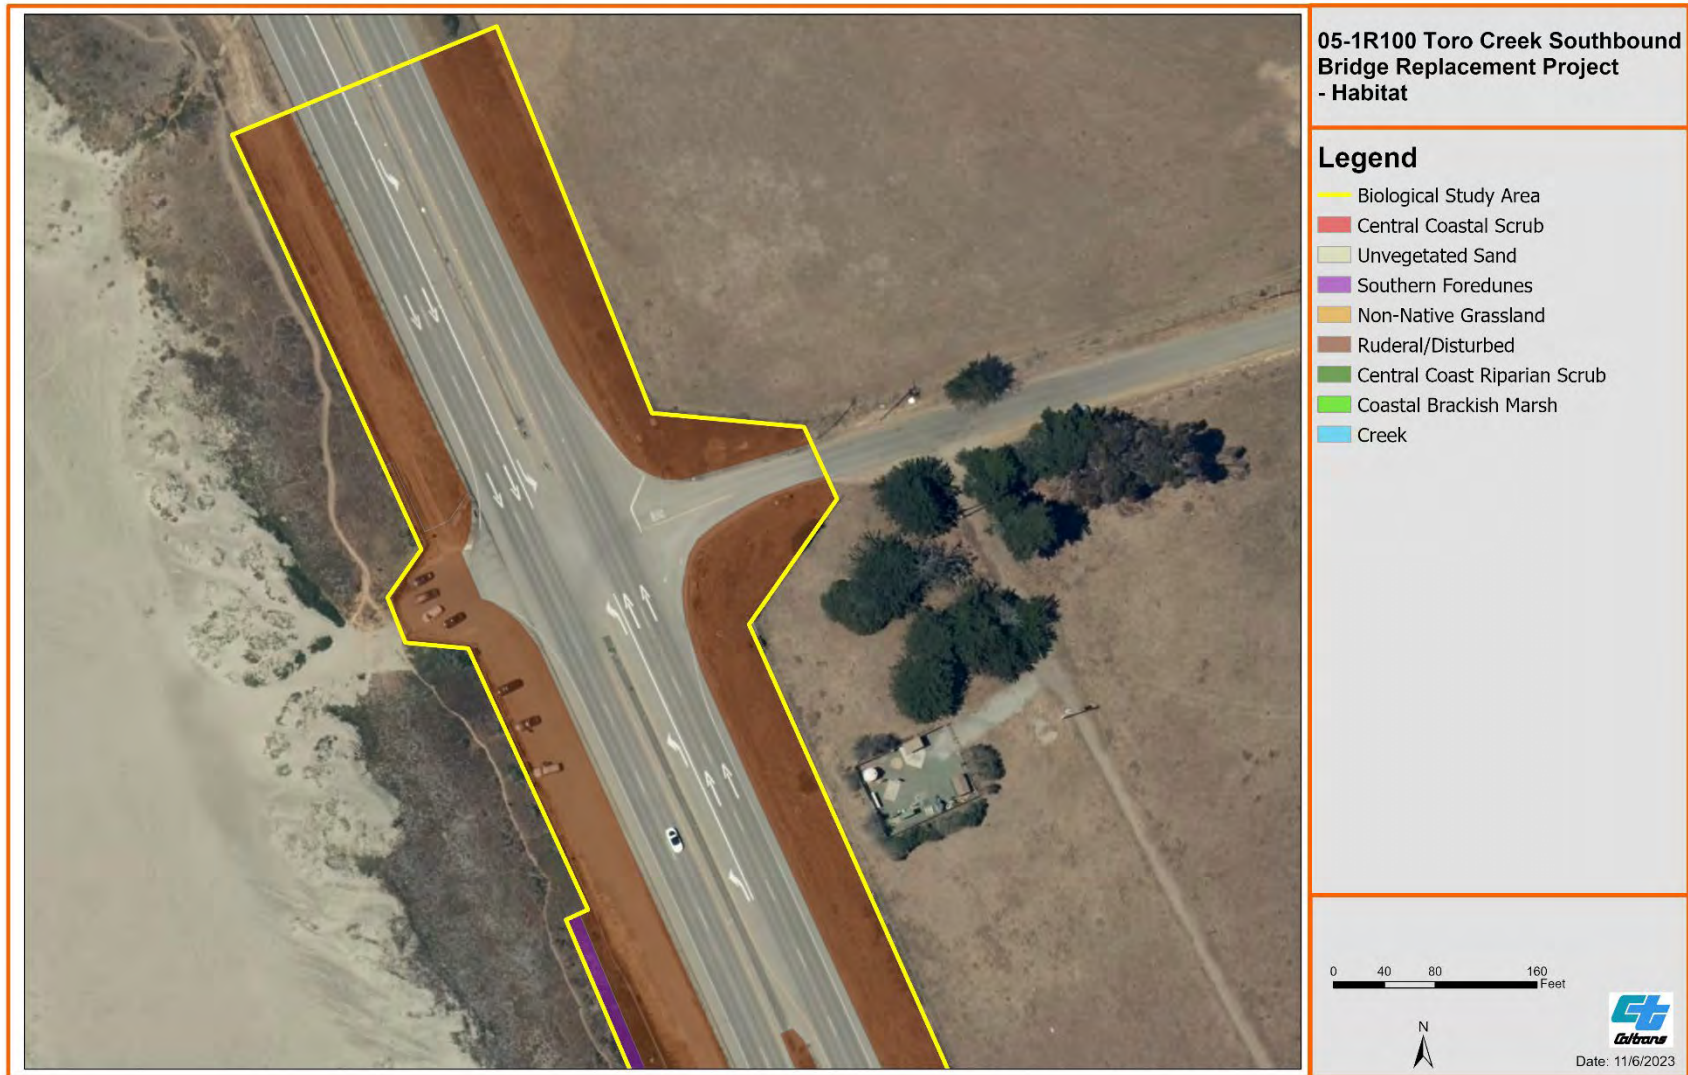 05-1R100 Toro Creek Southbound
Bridge Replacement Project
- Habitat
Legend
Biological Study Area
Central Coastal Scrub
Unvegetated Sand
Southern Foredunes
Non-Native Grassland
Ruderal/Disturbed
Central Coast Riparian Scrub
Coastal Brackish Marsh
Creek
0 40 80 160
Feet
N
Caltrans
Date: 11/6/2023